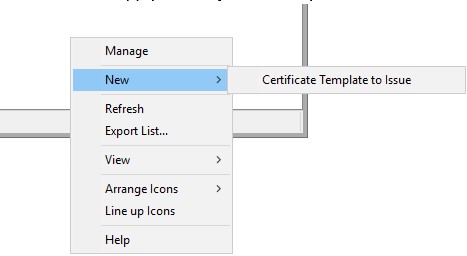 Manage
New
Certificate Template to Issue
Refresh
Export List...
View
Arrange Icons
Line up Icons
Help